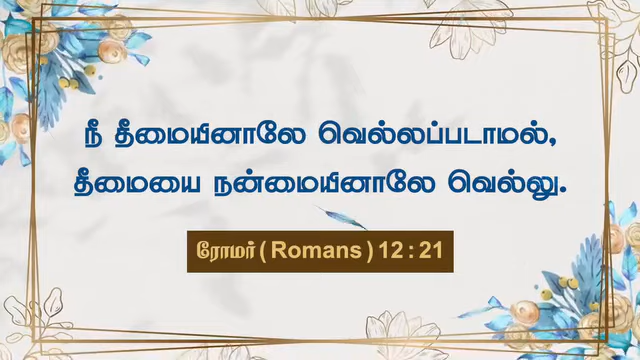 நீ தீமையினாலே வெல்லப்படாமல்,
தீமையை நன்மையினாலே வெல்லு.
ரோமர் ( Romans ) 12 : 21